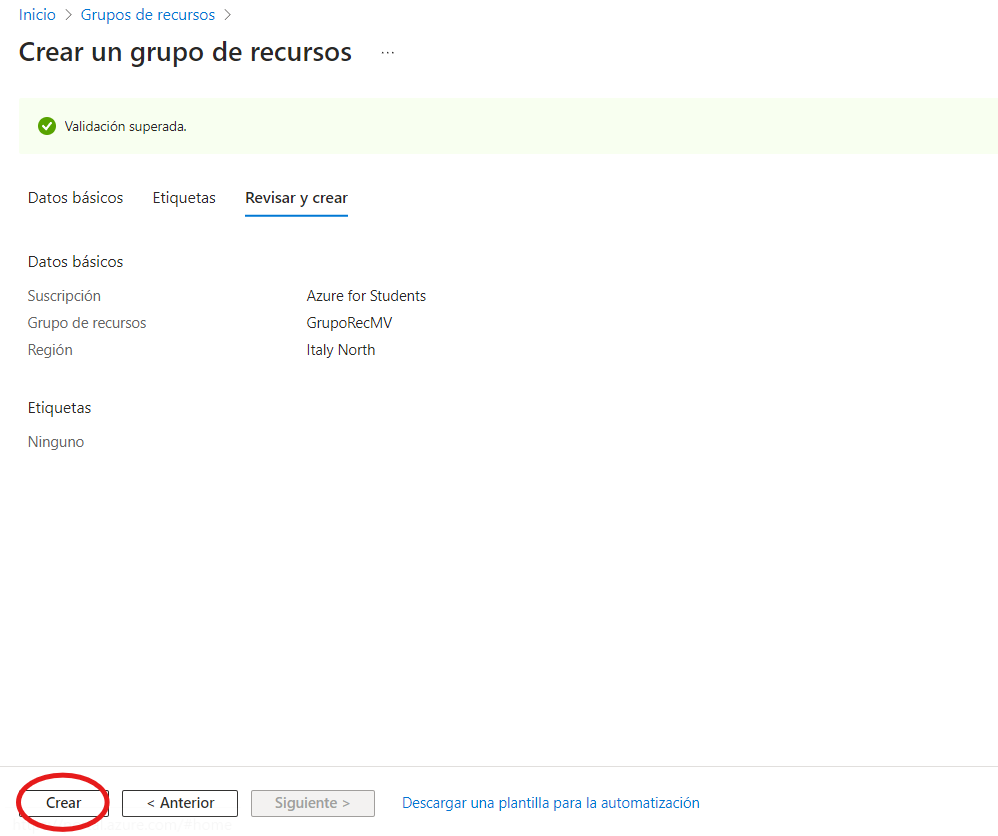 Inicio > Grupos de recursos >
Crear un grupo de recursos ...
Validación superada.
Datos básicos Etiquetas Revisar y crear
Datos básicos
Suscripción Azure for Students
Grupo de recursos GrupoRecMV
Región Italy North
Etiquetas
Ninguno
Crear < Anterior Siguiente > Descargar una plantilla para la automatización